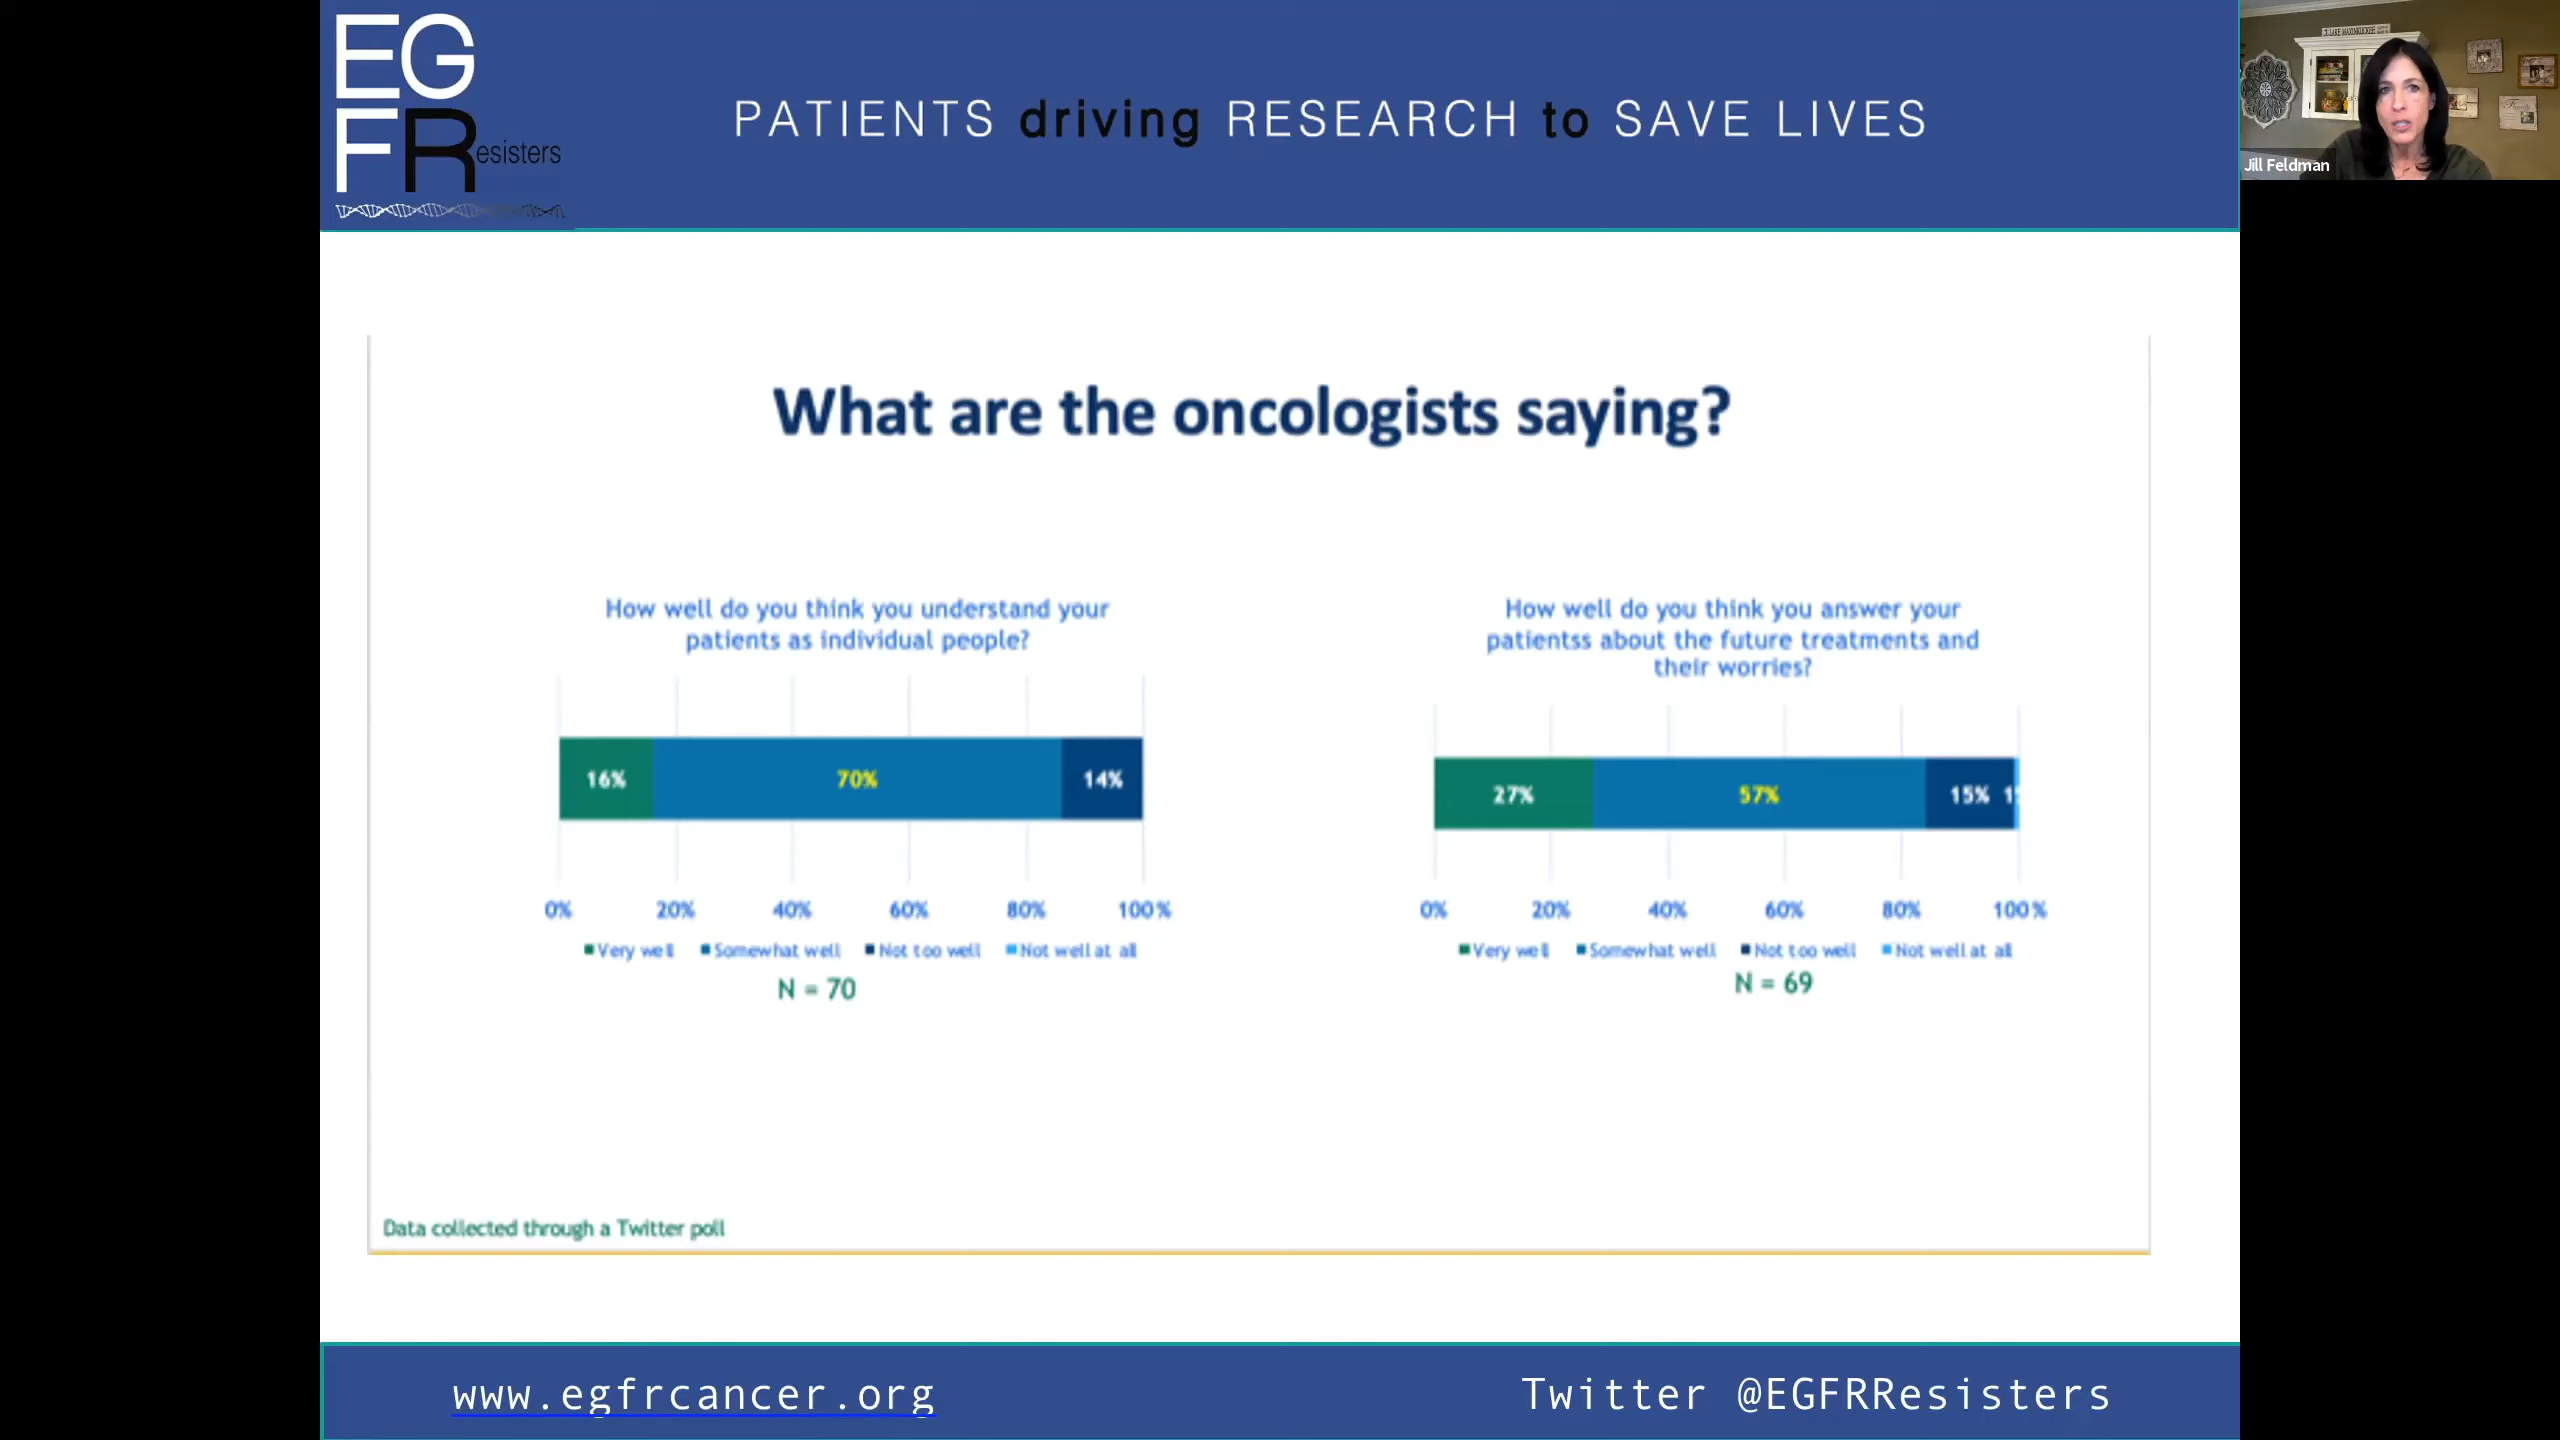 EG
FResisters
PATIENTS driving RESEARCH to SAVE LIVES
Jill Feldman
What are the oncologists saying?
How well do you think you understand your
patients as individual people?
16% 70% 14%
0% 20% 40% 60% 80% 100%
Very well Somewhat well Not too well Not well at all
N = 70
How well do you think you answer your
patientss about the future treatments and
their worries?
27% 57% 15% 1
0% 20% 40% 60% 80% 100%
Very well Somewhat well Not too well Not well at all
N = 69
Data collected through a Twitter poll
www.egfrcancer.org
Twitter @EGFRResisters